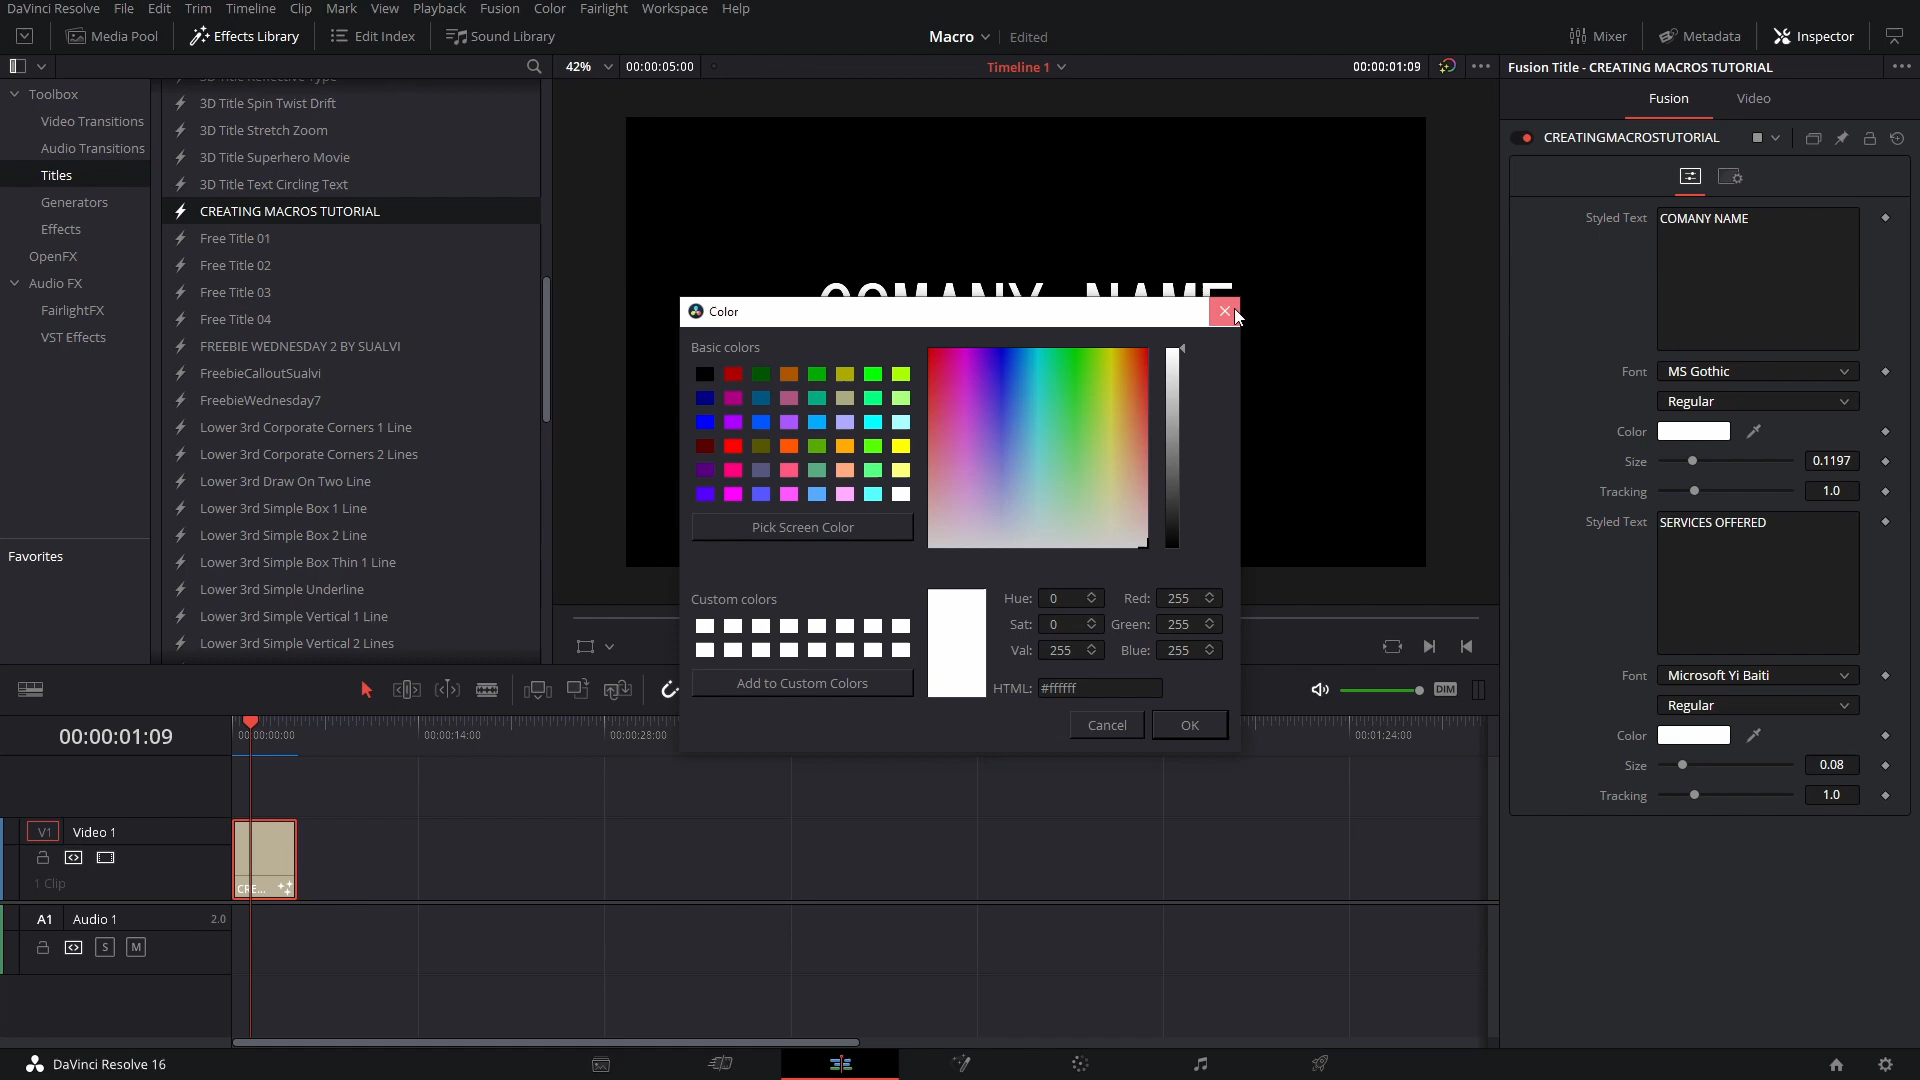 DaVinci Resolve File Edit Trim Timeline Clip Mark View Playback Fusion Color Fairlight Workspace Help
Media Pool Effects Library Edit Index Sound Library Macro Edited Mixer Metadata Inspector
42% 00:00:05:00 Timeline 1 00:00:01:09 Fusion Title - CREATING MACROS TUTORIAL
Toolbox
Video Transitions
Audio Transitions
Titles
Generators
Effects
OpenFX
Audio FX
FairlightFX
VST Effects
Favorites
3D Title Reflective Type
3D Title Spin Twist Drift
3D Title Stretch Zoom
3D Title Superhero Movie
3D Title Text Circling Text
CREATING MACROS TUTORIAL
Free Title 01
Free Title 02
Free Title 03
Free Title 04
FREEBIE WEDNESDAY 2 BY SUALVI
FreebieCalloutSualvi
FreebieWednesday7
Lower 3rd Corporate Corners 1 Line
Lower 3rd Corporate Corners 2 Lines
Lower 3rd Draw On Two Line
Lower 3rd Simple Box 1 Line
Lower 3rd Simple Box 2 Line
Lower 3rd Simple Box Thin 1 Line
Lower 3rd Simple Underline
Lower 3rd Simple Vertical 1 Line
Lower 3rd Simple Vertical 2 Lines
COMANY NAME
Color
Basic colors
Pick Screen Color
Custom colors
Add to Custom Colors
Hue: 0 Red: 255
Sat: 0 Green: 255
Val: 255 Blue: 255
HTML: #ffffff
Cancel OK
Fusion Video
CREATINGMACROSTUTORIAL
Styled Text COMANY NAME
Font MS Gothic
Regular
Color
Size 0.1197
Tracking 1.0
Styled Text SERVICES OFFERED
Font Microsoft Yi Baiti
Regular
Color
Size 0.08
Tracking 1.0
DIM
00:00:01:09 00:00:00:00 00:00:14:00 00:00:28:00 00:01:24:00
V1 Video 1
1 Clip
CRE...
A1 Audio 1 2.0
S M
DaVinci Resolve 16